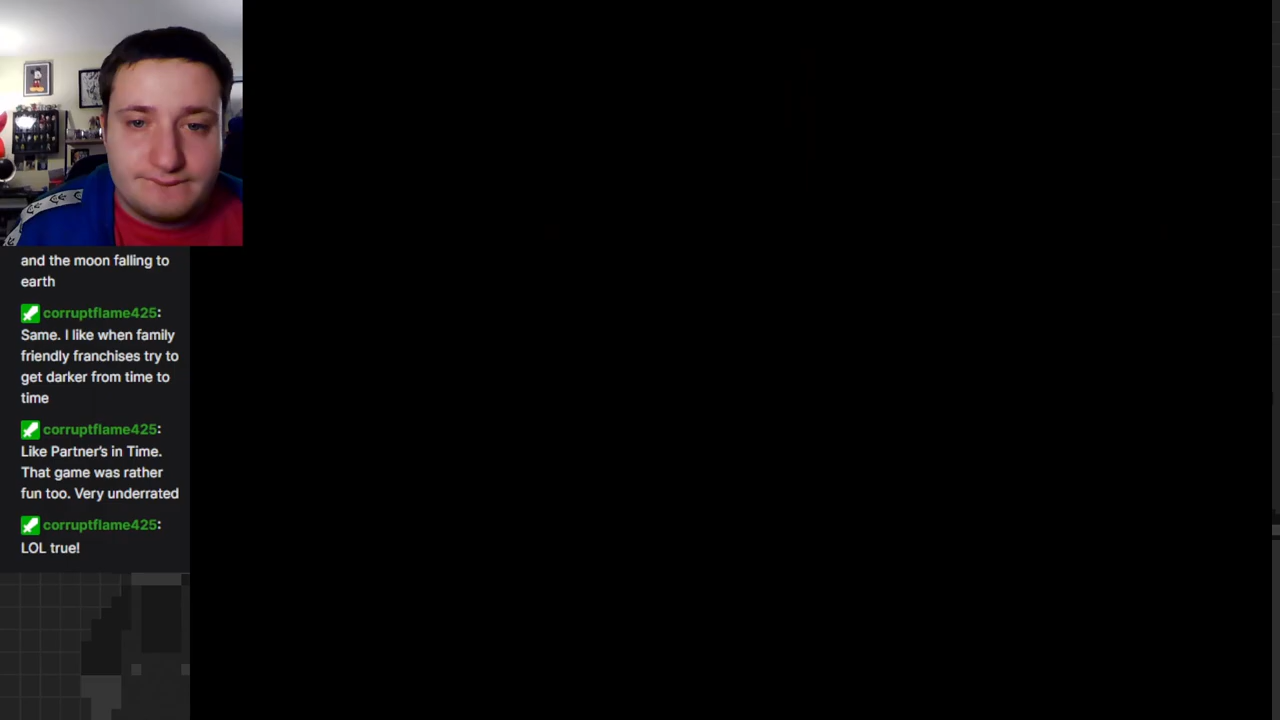 and the moon falling to
earth
corruptflame425:
Same. I like when family
friendly franchises try to
get darker from time to
time
corruptflame425:
Like Partner's in Time.
That game was rather
fun too. Very underrated
corruptflame425:
LOL true!